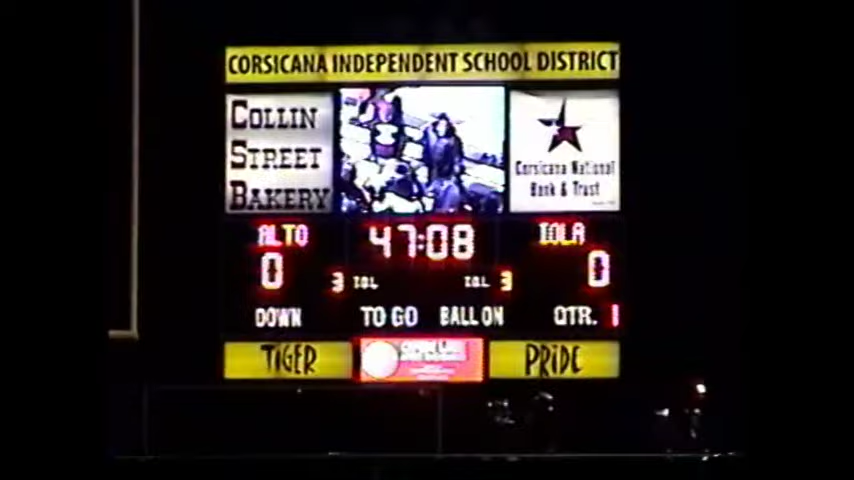 CORSICANA INDEPENDENT SCHOOL DISTRICT
COLLIN
STREET
BAKERY
Corsicana National
Bank & Trust
ALTO 47:08 IOLA
0 3 TOL TOL 3 0
DOWN TO GO BALL ON QTR. 1
TIGER PRIDE